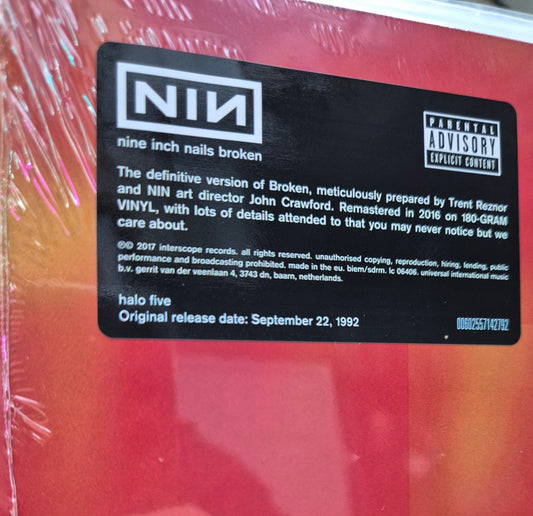 NIN
nine inch nails broken
PARENTAL
ADVISORY
EXPLICIT CONTENT
The definitive version of Broken, meticulously prepared by Trent Reznor
and NIN art director John Crawford. Remastered in 2016 on 180-GRAM
VINYL, with lots of details attended to that you may never notice but we
care about.
℗© 2017 interscope records. all rights reserved. unauthorised copying, reproduction, hiring, lending, public
performance and broadcasting prohibited. made in the eu. biem/sdrm. lc 06406. universal international music
b.v. gerrit van der veenlaan 4, 3743 dn, baarn, netherlands.
halo five
Original release date: September 22, 1992
00602557142792